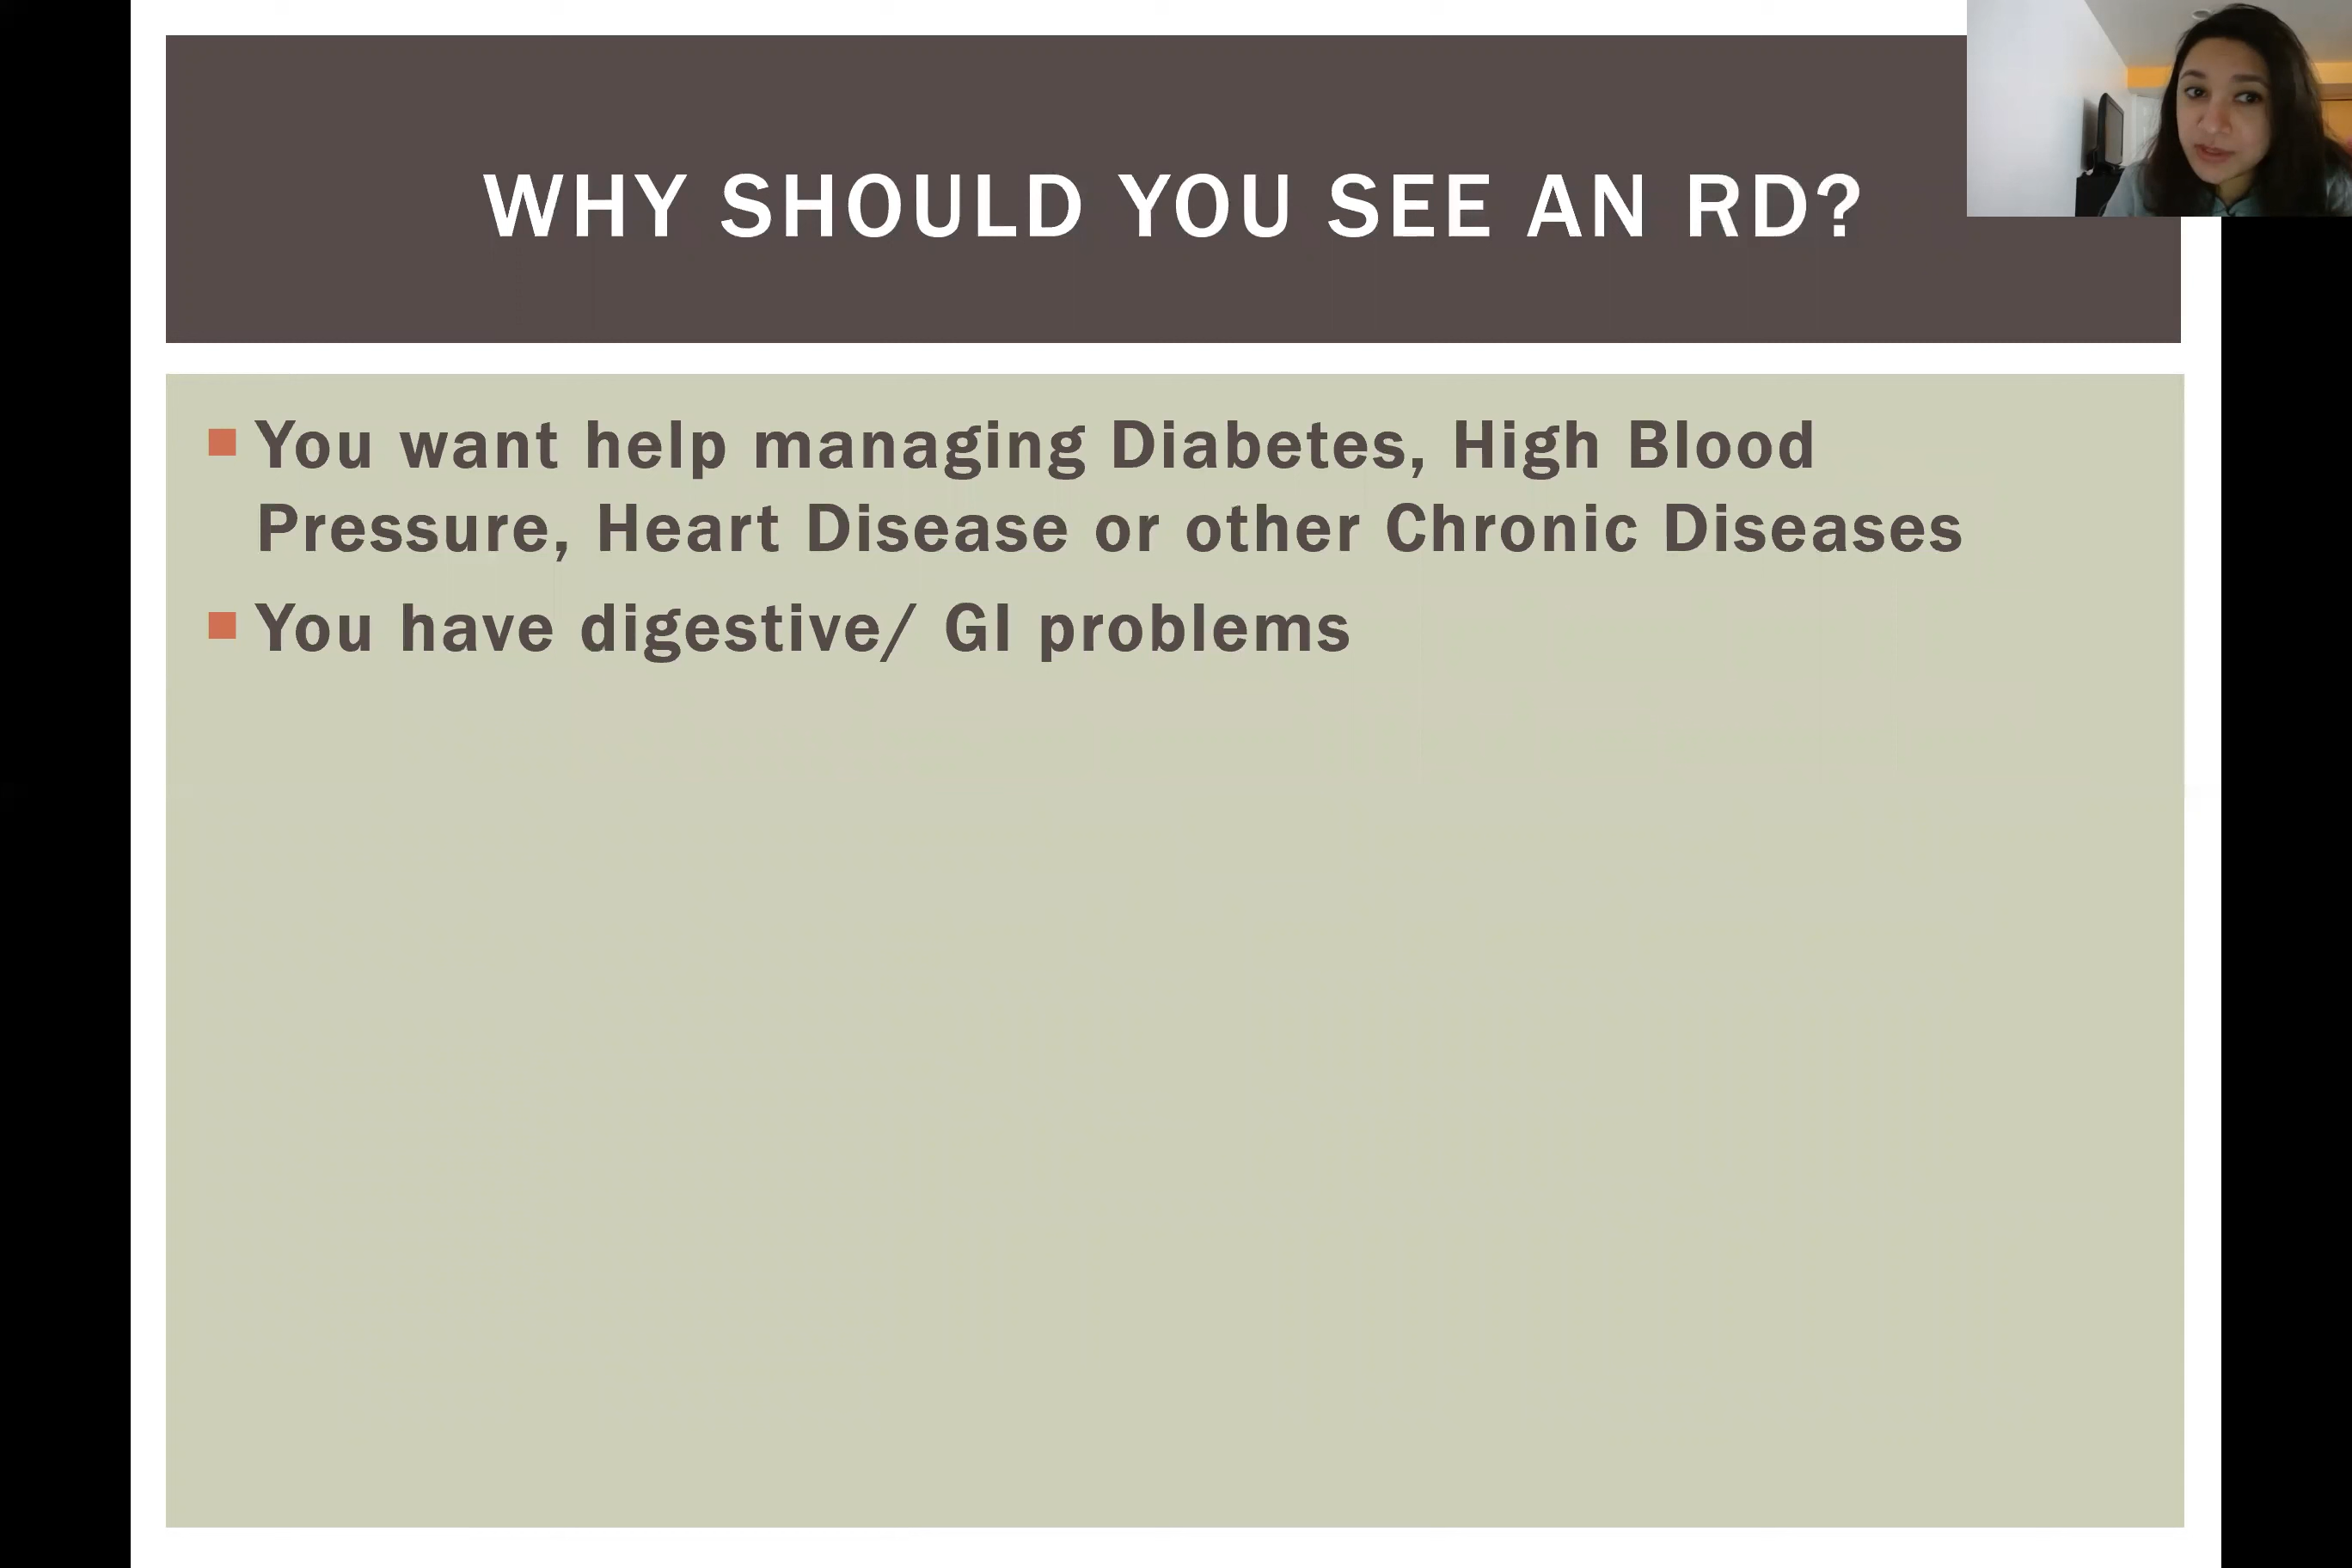 WHY SHOULD YOU SEE AN RD?
You want help managing Diabetes, High Blood
Pressure, Heart Disease or other Chronic Diseases
You have digestive/ GI problems